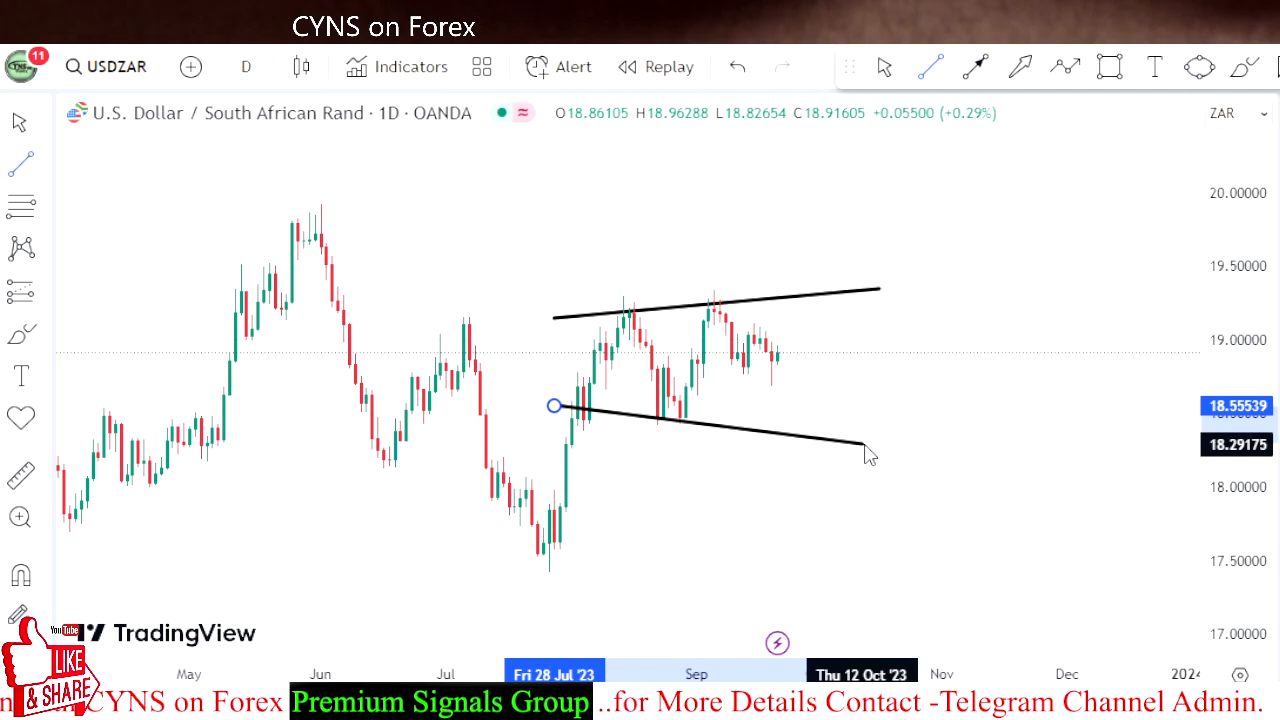 CYNS on Forex
11
USDZAR
D
Indicators
Alert
Replay
U.S. Dollar / South African Rand · 1D · OANDA
O18.86105 H18.96288 L18.82654 C18.91605 +0.05500 (+0.29%)
ZAR
20.00000
19.50000
19.00000
18.55539
18.29175
18.00000
17.50000
17.00000
TradingView
May
Jun
Jul
Fri 28 Jul '23
Sep
Thu 12 Oct '23
Nov
Dec
2024
YouTube
LIKE
& SHARE
CYNS on Forex Premium Signals Group ..for More Details Contact -Telegram Channel Admin.